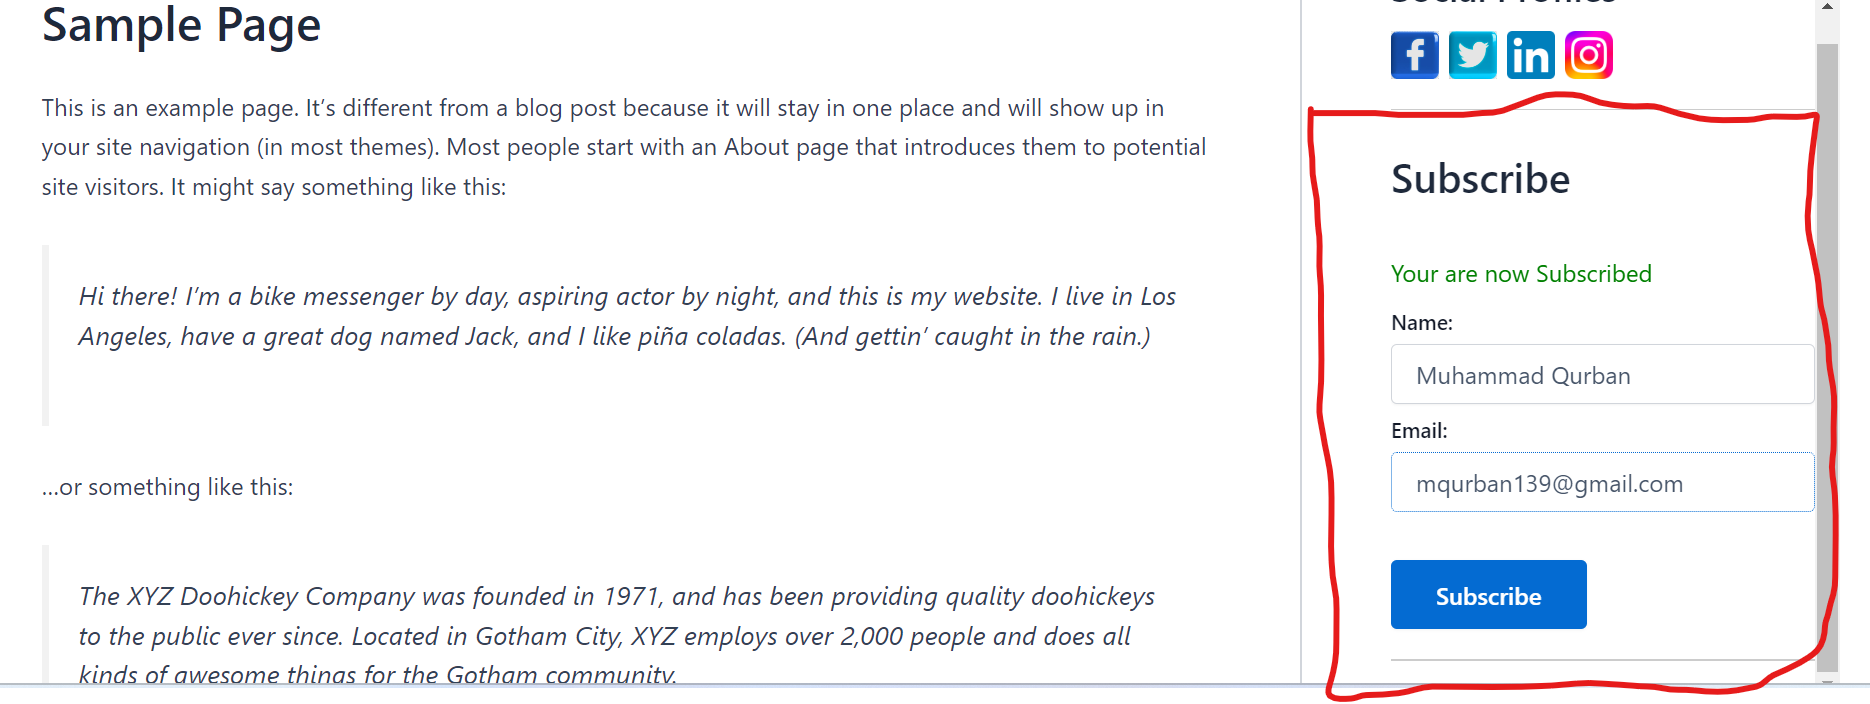 Sample Page
This is an example page. It’s different from a blog post because it will stay in one place and will show up in
your site navigation (in most themes). Most people start with an About page that introduces them to potential
site visitors. It might say something like this:
Hi there! I’m a bike messenger by day, aspiring actor by night, and this is my website. I live in Los
Angeles, have a great dog named Jack, and I like piña coladas. (And gettin’ caught in the rain.)
…or something like this:
The XYZ Doohickey Company was founded in 1971, and has been providing quality doohickeys
to the public ever since. Located in Gotham City, XYZ employs over 2,000 people and does all
kinds of awesome things for the Gotham community.
Social Profiles
Subscribe
Your are now Subscribed
Name:
Muhammad Qurban
Email:
mqurban139@gmail.com
Subscribe